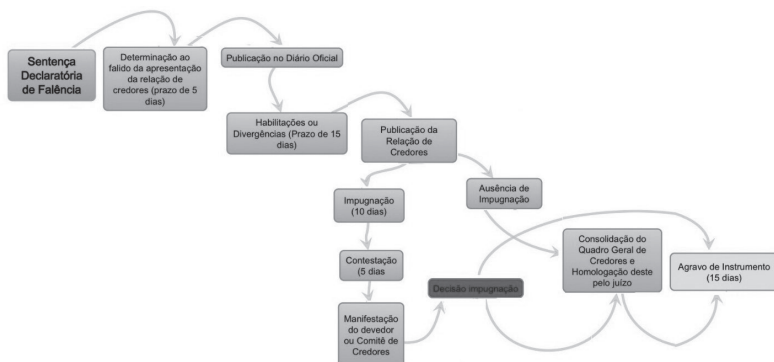 Sentença
Declaratória
de Falência
Determinação ao
falido da apresentação
da relação de
credores (prazo de 5
dias)
Publicação no Diário Oficial
Habilitações ou
Divergências (Prazo de 15
dias)
Publicação da
Relação de
Credores
Impugnação
(10 dias)
Ausência de
Impugnação
Contestação
(5 dias
Manifestação
do devedor
ou Comitê de
Credores
Decisão impugnação
Consolidação do
Quadro Geral de
Credores e
Homologação deste
pelo juízo
Agravo de Instrumento
(15 dias)